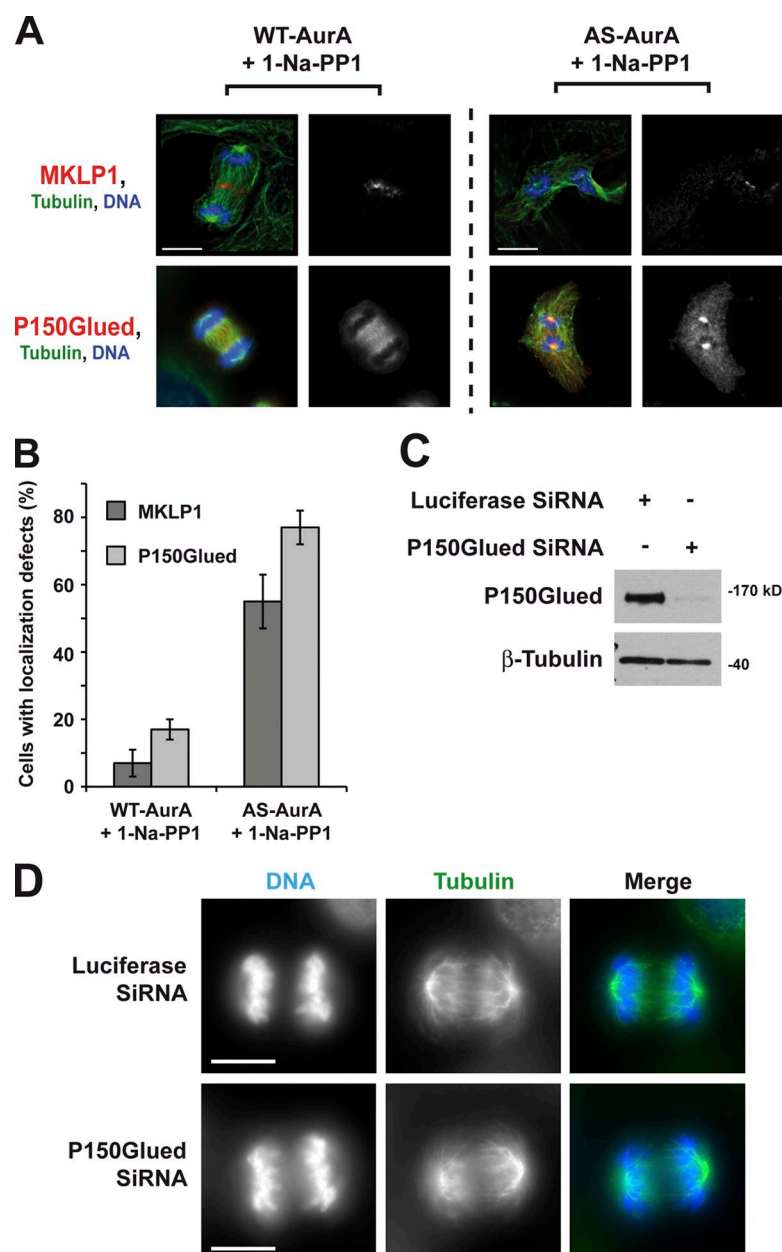 A
WT-AurA
+ 1-Na-PP1
AS-AurA
+ 1-Na-PP1
MKLP1,
Tubulin, DNA
P150Glued,
Tubulin, DNA
B
Cells with localization defects (%)
80
60
40
20
0
MKLP1
P150Glued
WT-AurA
+ 1-Na-PP1
AS-AurA
+ 1-Na-PP1
C
Luciferase SiRNA + -
P150Glued SiRNA - +
P150Glued
-170 kD
β-Tubulin
-40
D
DNA Tubulin Merge
Luciferase
SiRNA
P150Glued
SiRNA